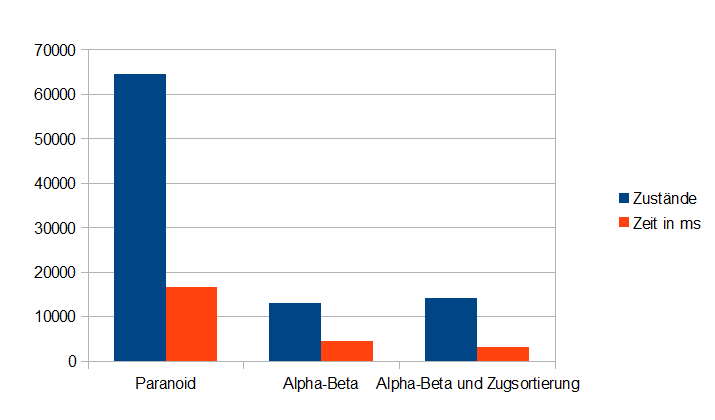 70000
60000
50000
40000
30000
20000
10000
0
Paranoid
Alpha-Beta
Alpha-Beta und Zugsortierung
Zustände
Zeit in ms